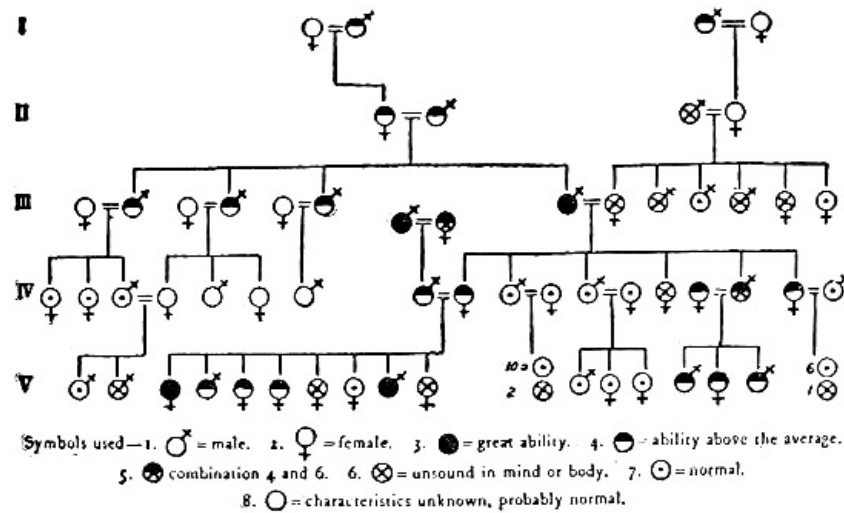 I
II
III
IV
V
10
2
6
1
Symbols used—1. ♂ = male. 2. ♀ = female. 3. ● = great ability. 4. = ability above the average.
5. combination 4 and 6. 6. ⊗ = unsound in mind or body. 7. ⊙ = normal.
8. ○ = characteristics unknown, probably normal.